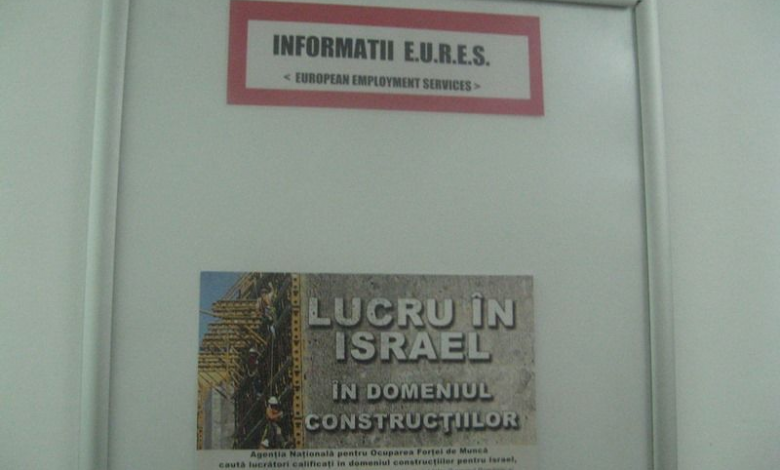 INFORMATII E.U.R.E.S.
< EUROPEAN EMPLOYMENT SERVICES >
LUCRU ÎN
ISRAEL
ÎN DOMENIUL
CONSTRUCȚIILOR
Agenția Națională pentru Ocuparea Forței de Muncă
caută lucrători calificați în domeniul construcțiilor pentru Israel,